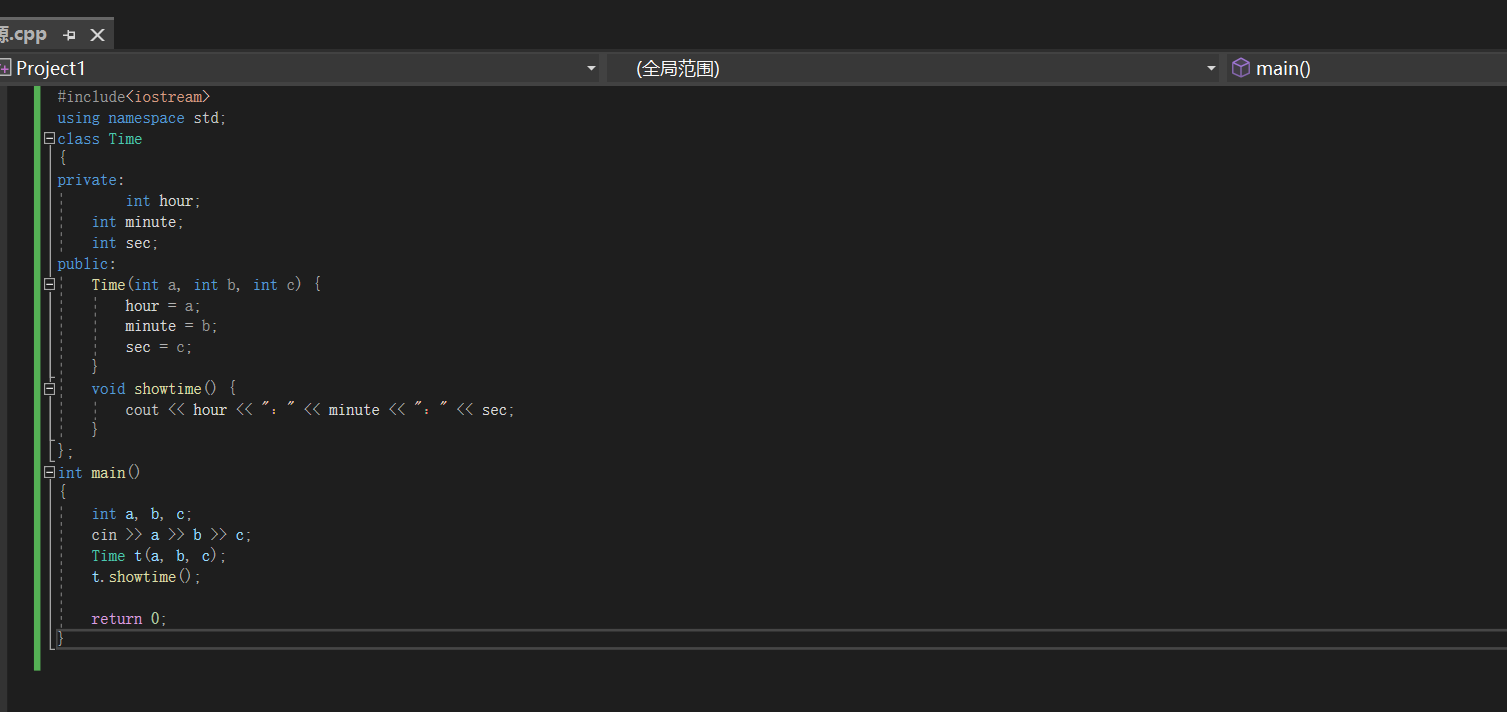 源.cpp
Project1 (全局范围) main()
#include<iostream>
using namespace std;
class Time
{
private:
        int hour;
    int minute;
    int sec;
public:
    Time(int a, int b, int c) {
        hour = a;
        minute = b;
        sec = c;
    }
    void showtime() {
        cout << hour << "：" << minute << "：" << sec;
    }
};
int main()
{
    int a, b, c;
    cin >> a >> b >> c;
    Time t(a, b, c);
    t.showtime();

    return 0;
}